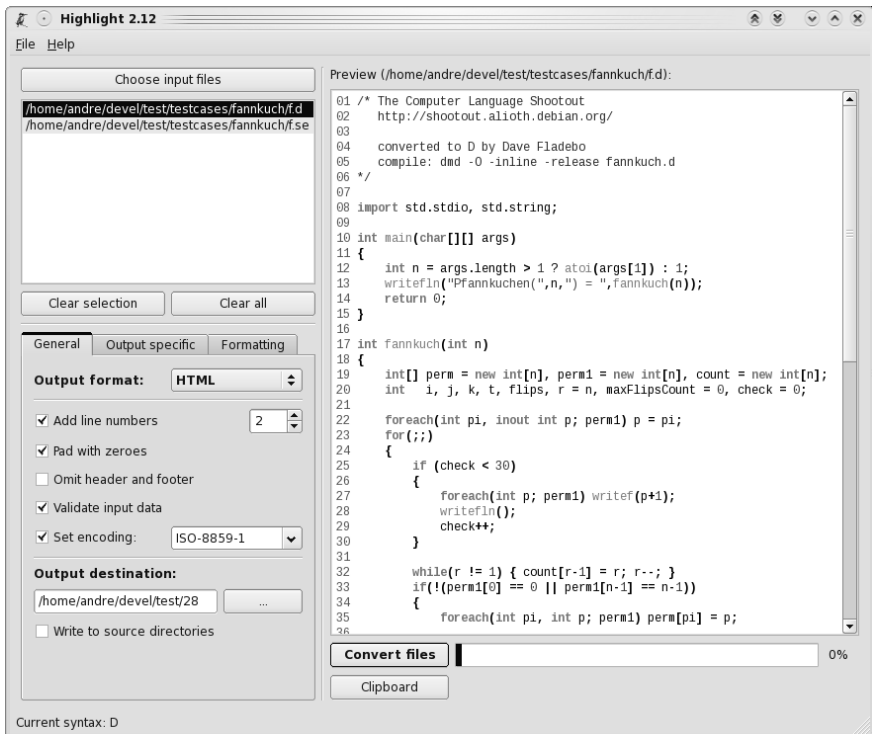 Highlight 2.12
File Help
Choose input files
/home/andre/devel/test/testcases/fannkuch/f.d
/home/andre/devel/test/testcases/fannkuch/f.se
Clear selection Clear all
General Output specific Formatting
Output format: HTML
Add line numbers 2
Pad with zeroes
Omit header and footer
Validate input data
Set encoding: ISO-8859-1
Output destination:
/home/andre/devel/test/28 ...
Write to source directories
Preview (/home/andre/devel/test/testcases/fannkuch/f.d):
01 /* The Computer Language Shootout
02    http://shootout.alioth.debian.org/
03
04    converted to D by Dave Fladebo
05    compile: dmd -O -inline -release fannkuch.d
06 */
07
08 import std.stdio, std.string;
09
10 int main(char[][] args)
11 {
12     int n = args.length > 1 ? atoi(args[1]) : 1;
13     writefln("Pfannkuchen(",n,") = ",fannkuch(n));
14     return 0;
15 }
16
17 int fannkuch(int n)
18 {
19     int[] perm = new int[n], perm1 = new int[n], count = new int[n];
20     int   i, j, k, t, flips, r = n, maxFlipsCount = 0, check = 0;
21
22     foreach(int pi, inout int p; perm1) p = pi;
23     for(;;)
24     {
25         if (check < 30)
26         {
27             foreach(int p; perm1) writef(p+1);
28             writefln();
29             check++;
30         }
31
32         while(r != 1) { count[r-1] = r; r--; }
33         if(!(perm1[0] == 0 || perm1[n-1] == n-1))
34         {
35             foreach(int pi, int p; perm1) perm[pi] = p;
36
Convert files 0%
Clipboard
Current syntax: D